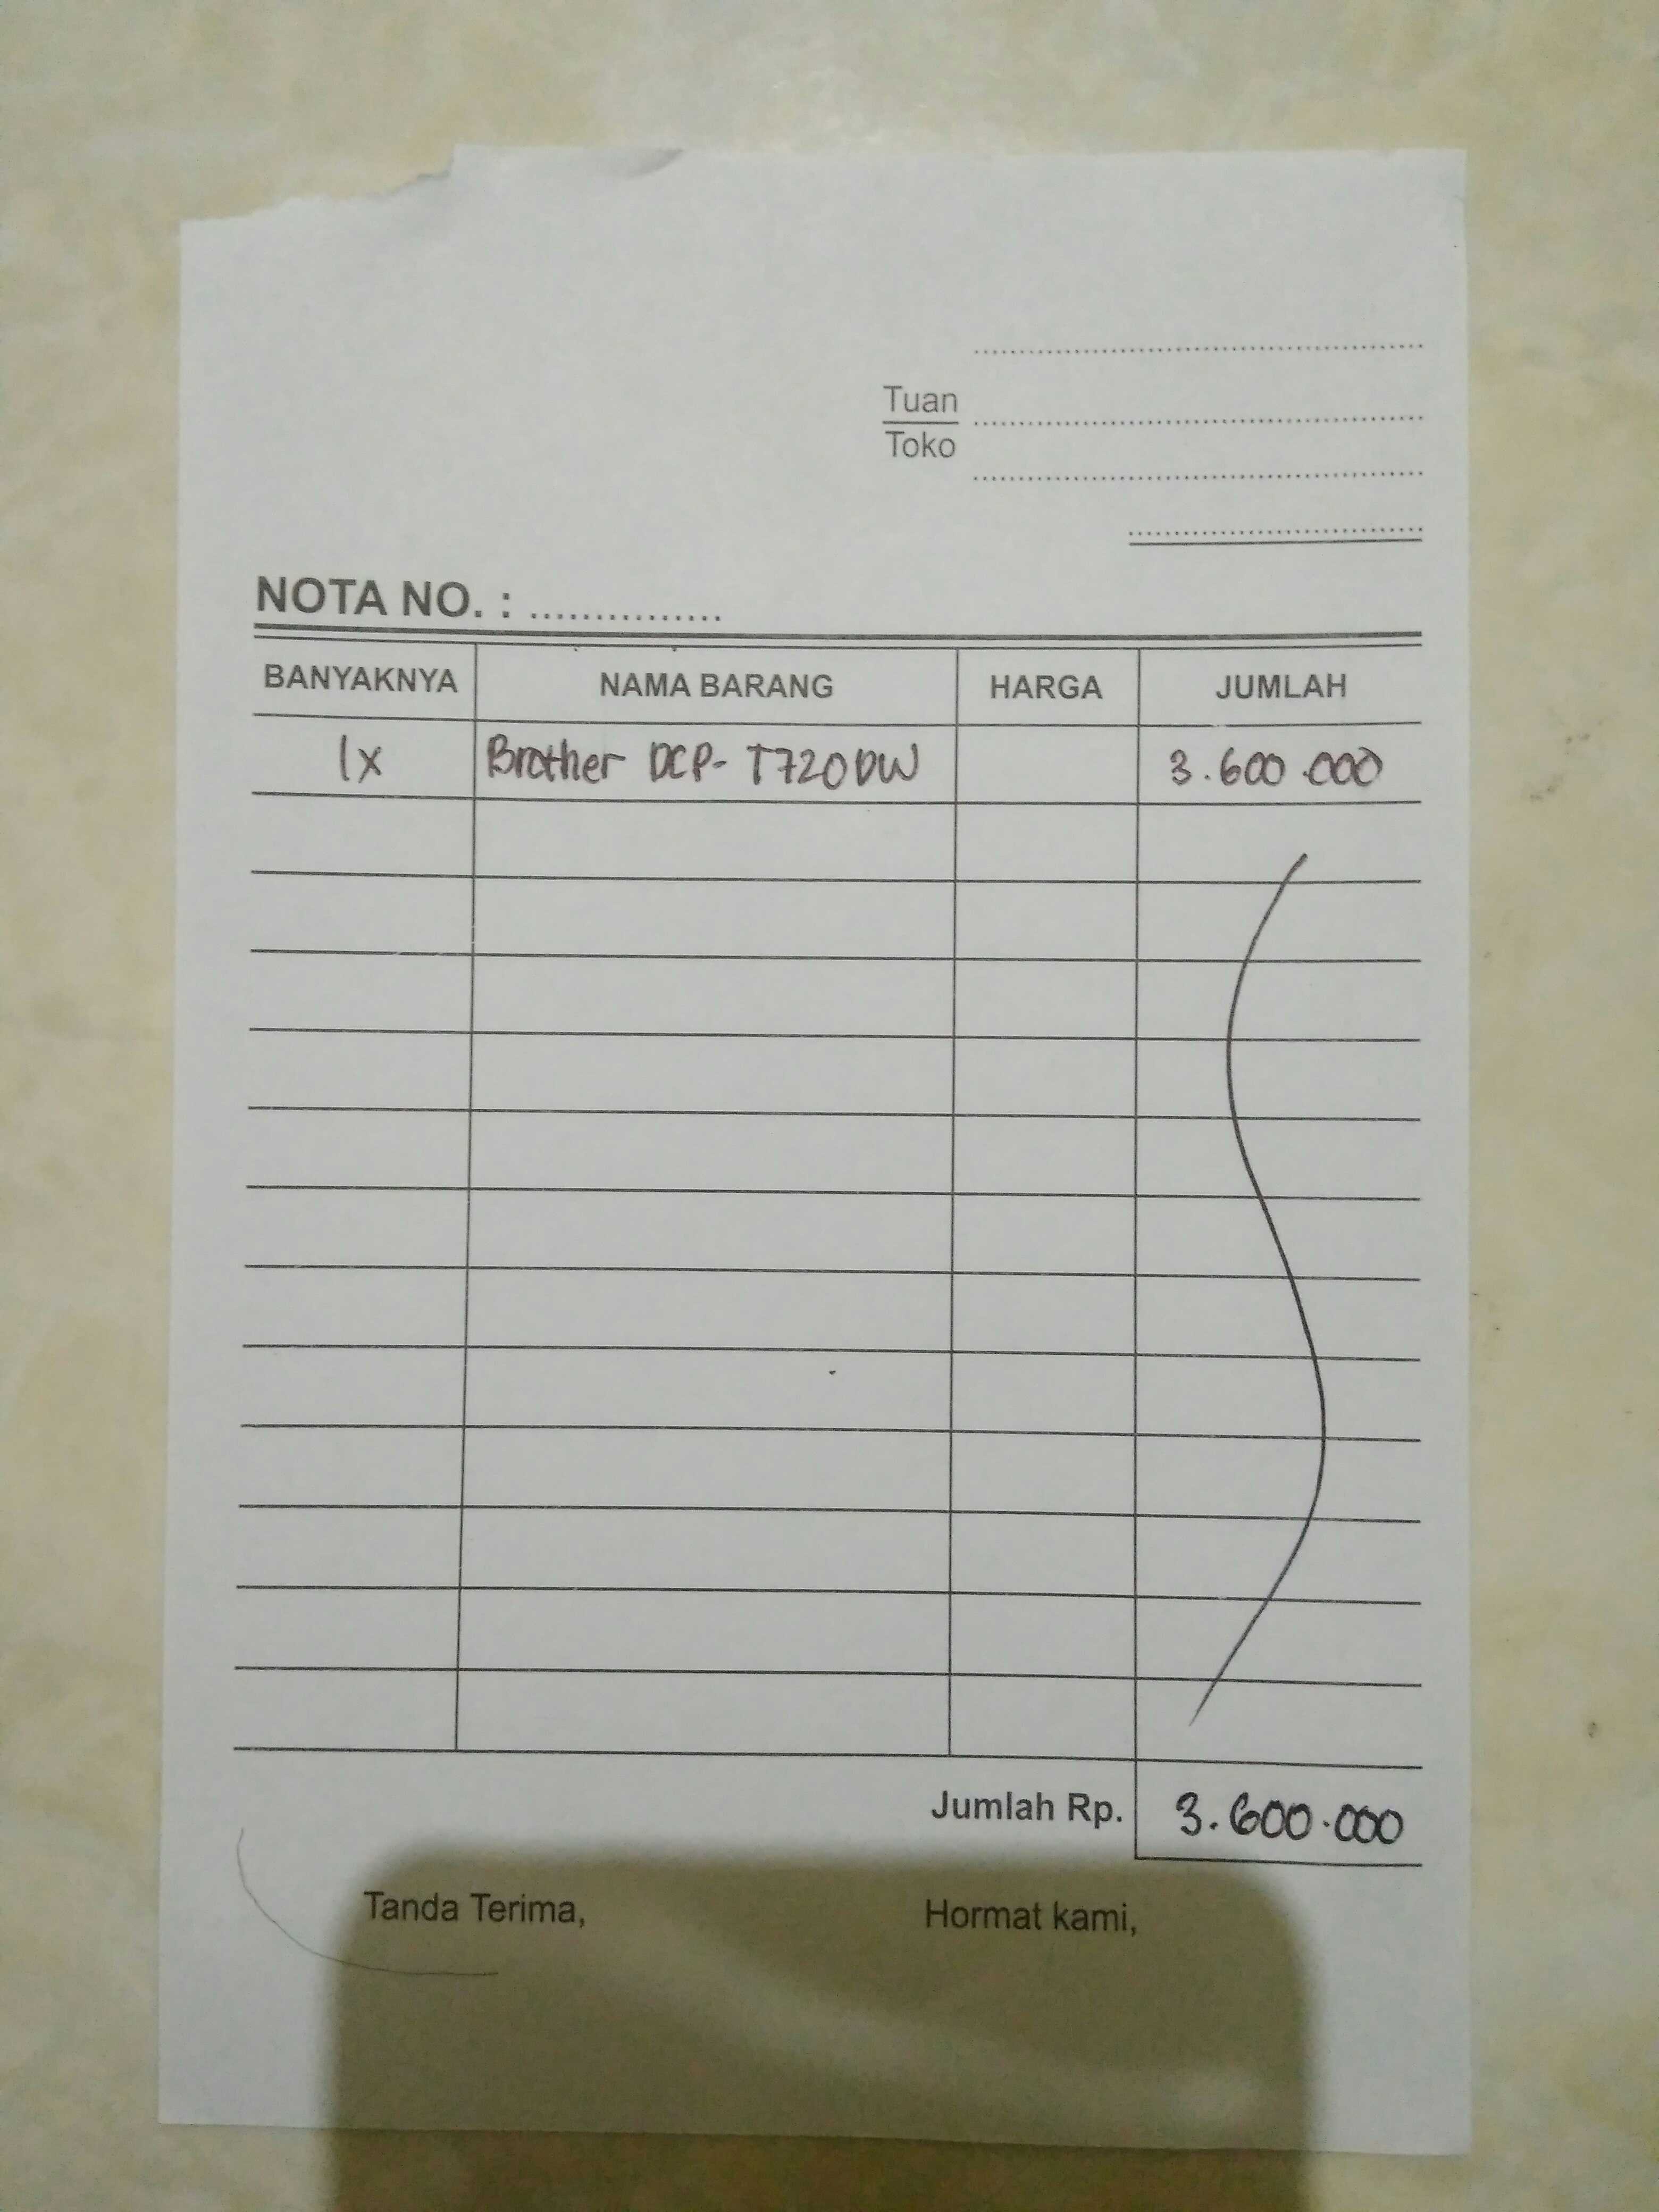 Tuan
Toko
NOTA NO. : ...............
BANYAKNYA NAMA BARANG HARGA JUMLAH
1x Brother DCP- T720DW 3.600.000
Jumlah Rp. 3.600.000
Tanda Terima, Hormat kami,